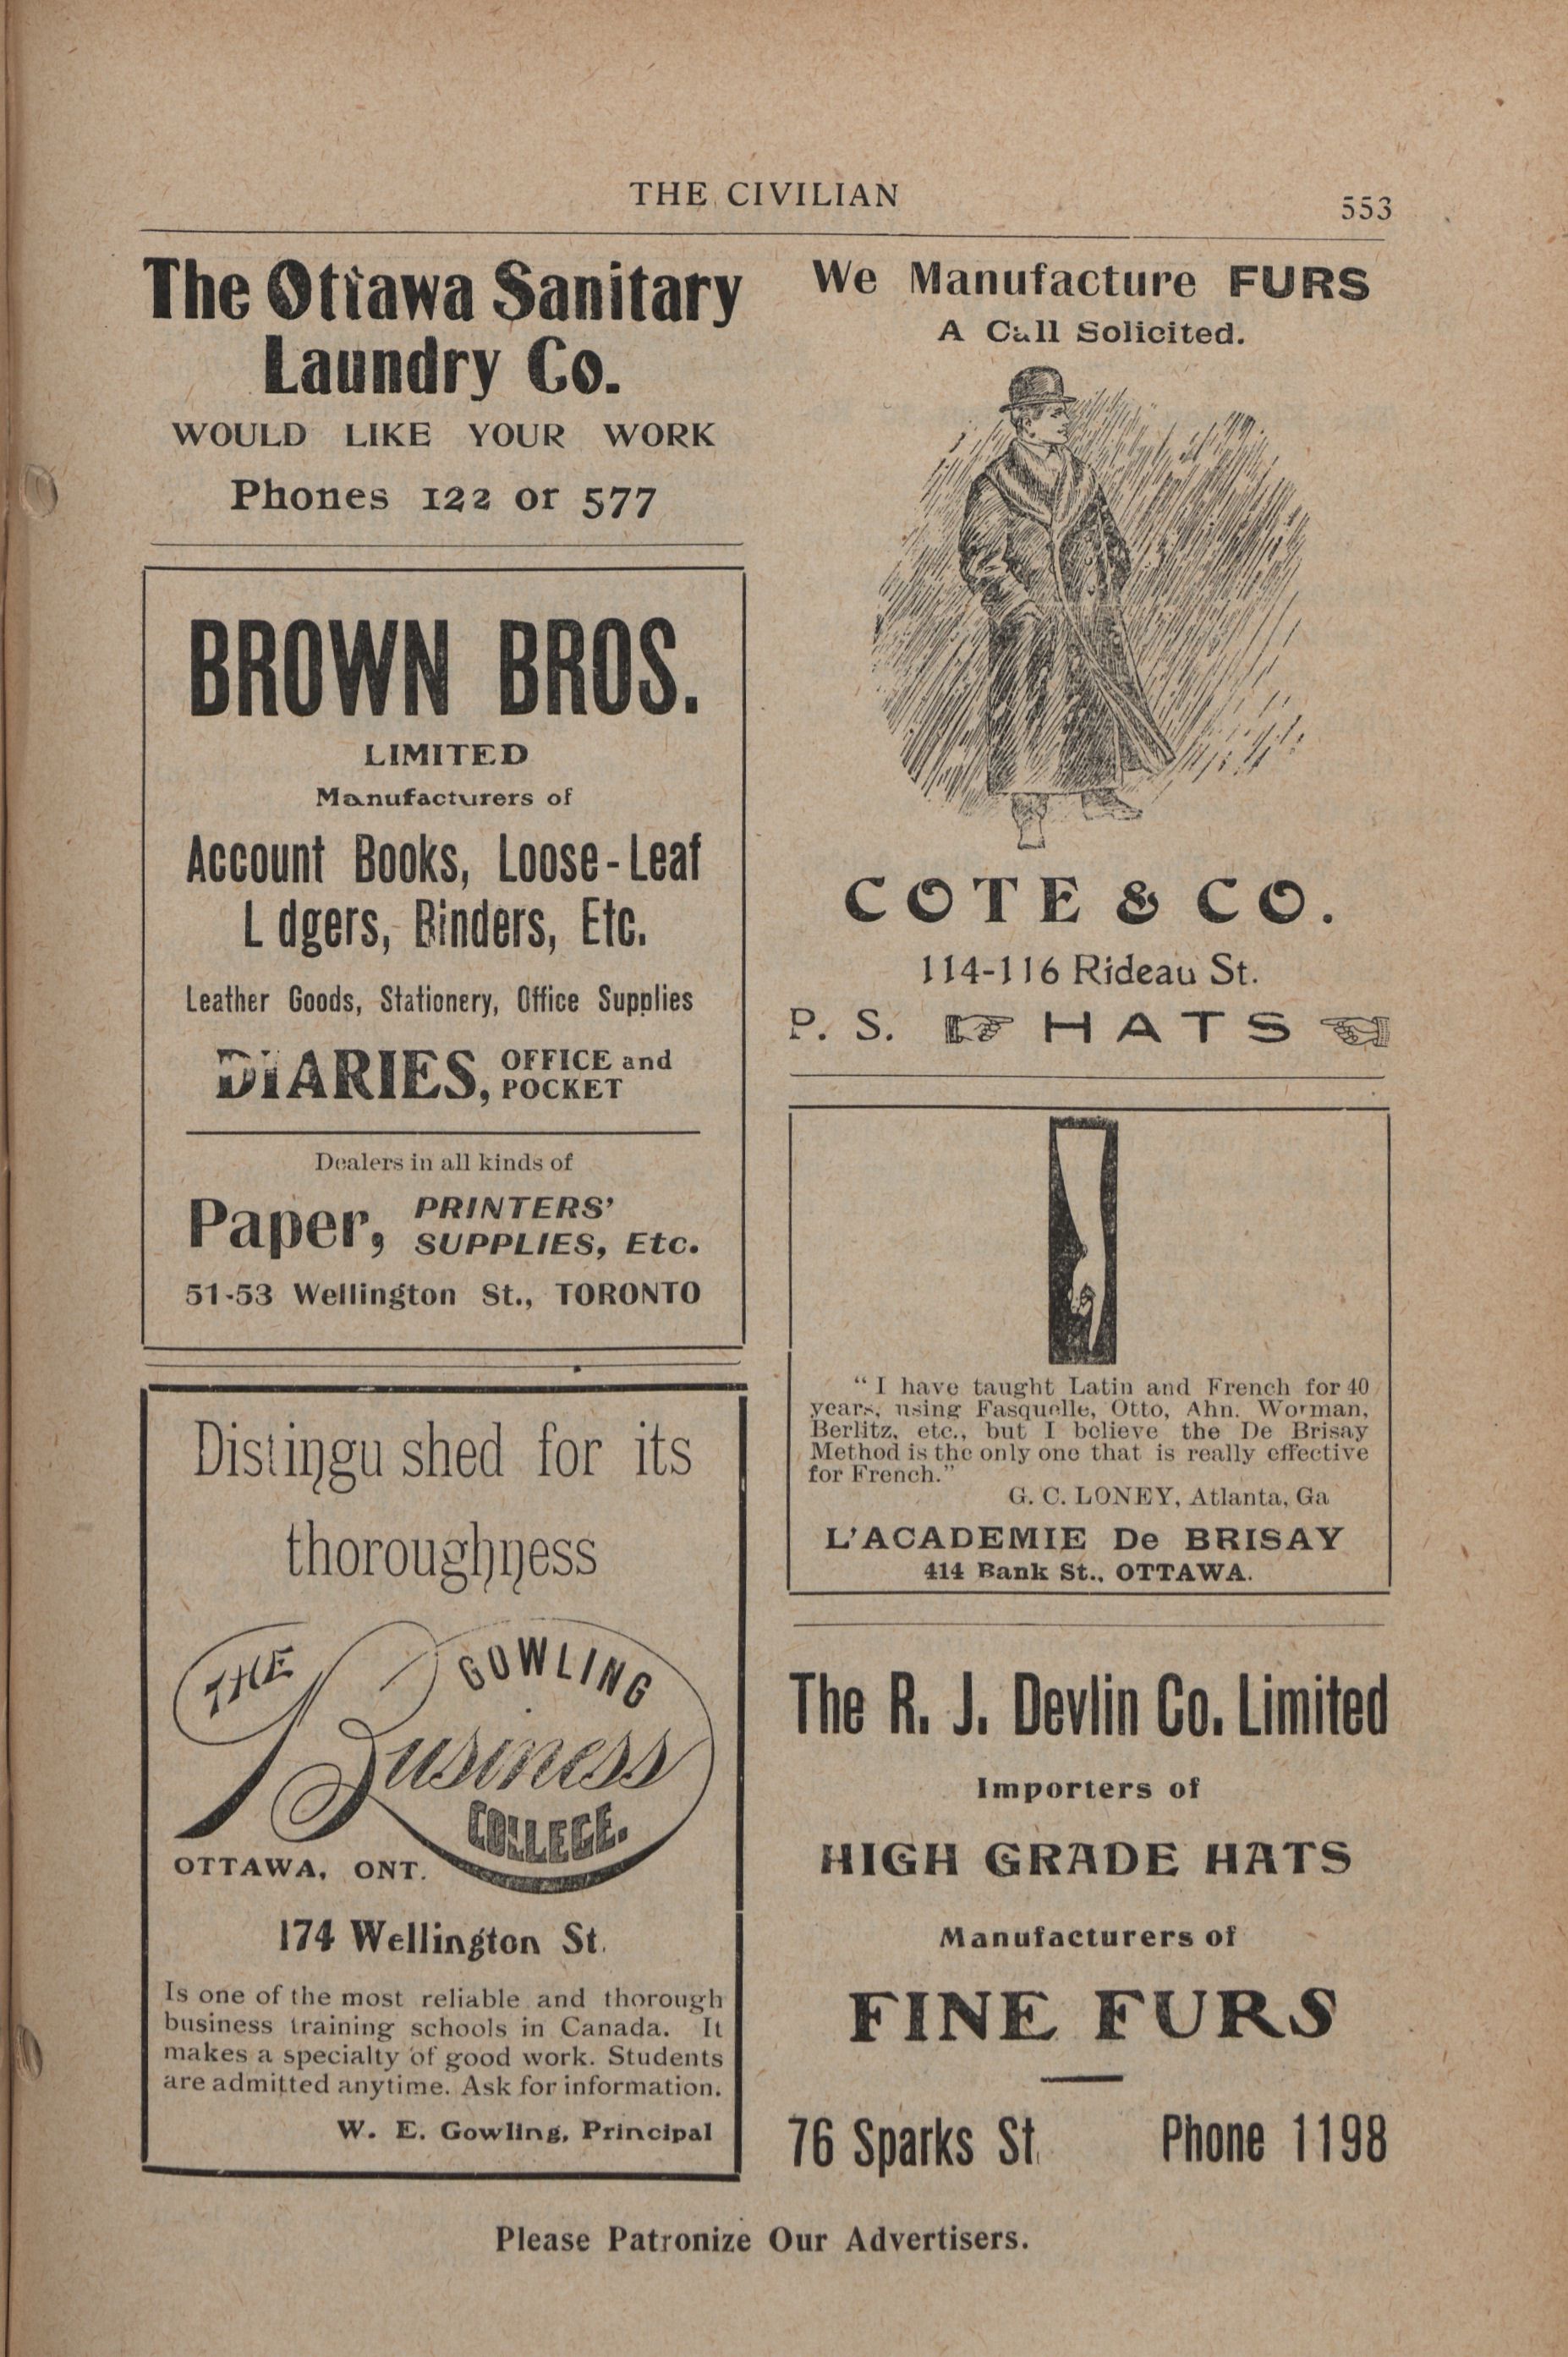 THE CIVILIAN
553
The Ottawa Sanitary
Laundry Co.
WOULD LIKE YOUR WORK
Phones 122 or 577
BROWN BROS.
LIMITED
Manufacturers of
Account Books, Loose-Leaf
L dgers, Binders, Etc.
Leather Goods, Stationery, Office Supplies
DIARIES, OFFICE and
POCKET
Dealers in all kinds of
Paper, PRINTERS'
SUPPLIES, Etc.
51-53 Wellington St., TORONTO
Distingu shed for its
thoroughness
THE GOWLING
Business
COLLEGE.
OTTAWA, ONT.
174 Wellington St.
Is one of the most reliable and thorough
business training schools in Canada. It
makes a specialty of good work. Students
are admitted anytime. Ask for information.
W. E. Gowling, Principal
We Manufacture FURS
A Call Solicited.
COTE & CO.
114-116 Rideau St.
P. S. ☞ HATS ☜
"I have taught Latin and French for 40
years, using Fasquelle, Otto, Ahn. Worman,
Berlitz, etc., but I believe the De Brisay
Method is the only one that is really effective
for French."
G. C. LONEY, Atlanta, Ga
L'ACADEMIE De BRISAY
414 Bank St., OTTAWA.
The R. J. Devlin Co. Limited
Importers of
HIGH GRADE HATS
Manufacturers of
FINE FURS
76 Sparks St. Phone 1198
Please Patronize Our Advertisers.